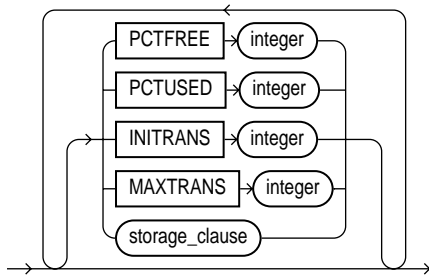 PCTFREE integer
PCTUSED integer
INITRANS integer
MAXTRANS integer
storage_clause